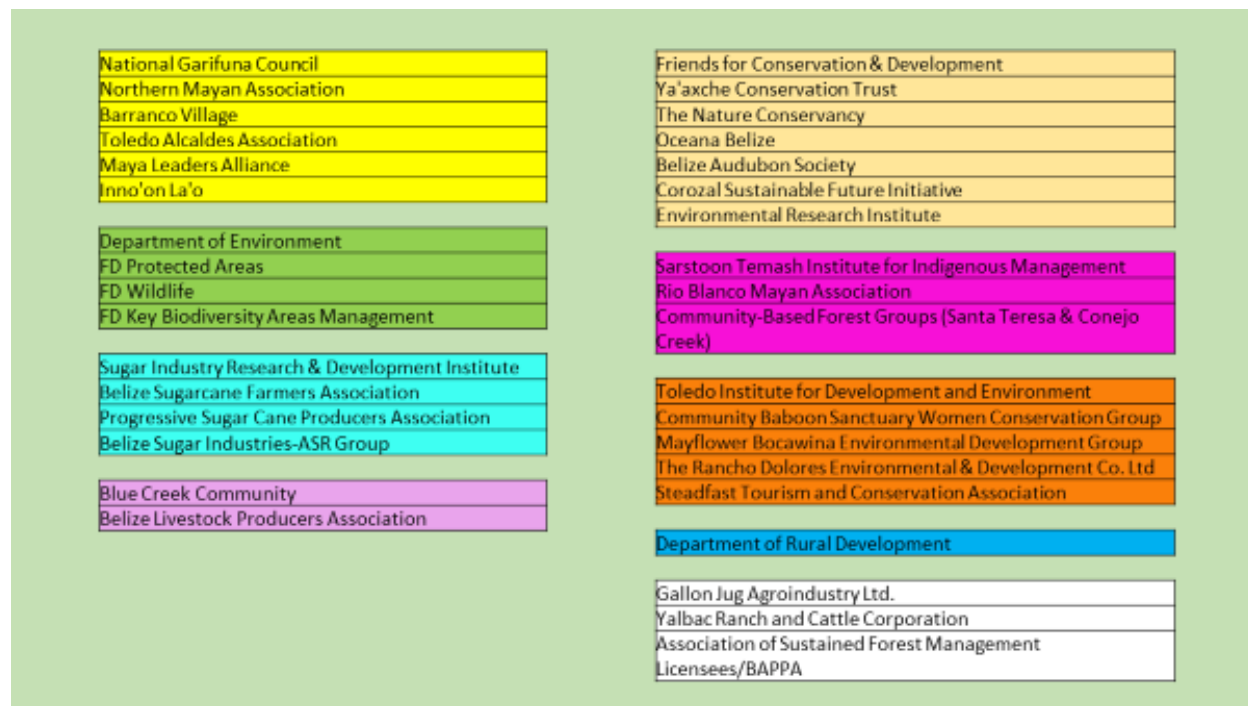 National Garifuna Council
Northern Mayan Association
Barranco Village
Toledo Alcaldes Association
Maya Leaders Alliance
Inno'on La'o
Department of Environment
FD Protected Areas
FD Wildlife
FD Key Biodiversity Areas Management
Sugar Industry Research & Development Institute
Belize Sugarcane Farmers Association
Progressive Sugar Cane Producers Association
Belize Sugar Industries-ASR Group
Blue Creek Community
Belize Livestock Producers Association
Friends for Conservation & Development
Ya'axche Conservation Trust
The Nature Conservancy
Oceana Belize
Belize Audubon Society
Corozal Sustainable Future Initiative
Environmental Research Institute
Sarstoon Temash Institute for Indigenous Management
Rio Blanco Mayan Association
Community-Based Forest Groups (Santa Teresa & Conejo
Creek)
Toledo Institute for Development and Environment
Community Baboon Sanctuary Women Conservation Group
Mayflower Bocawina Environmental Development Group
The Rancho Dolores Environmental & Development Co. Ltd
Steadfast Tourism and Conservation Association
Department of Rural Development
Gallon Jug Agroindustry Ltd.
Yalbac Ranch and Cattle Corporation
Association of Sustained Forest Management
Licensees/BAPPA